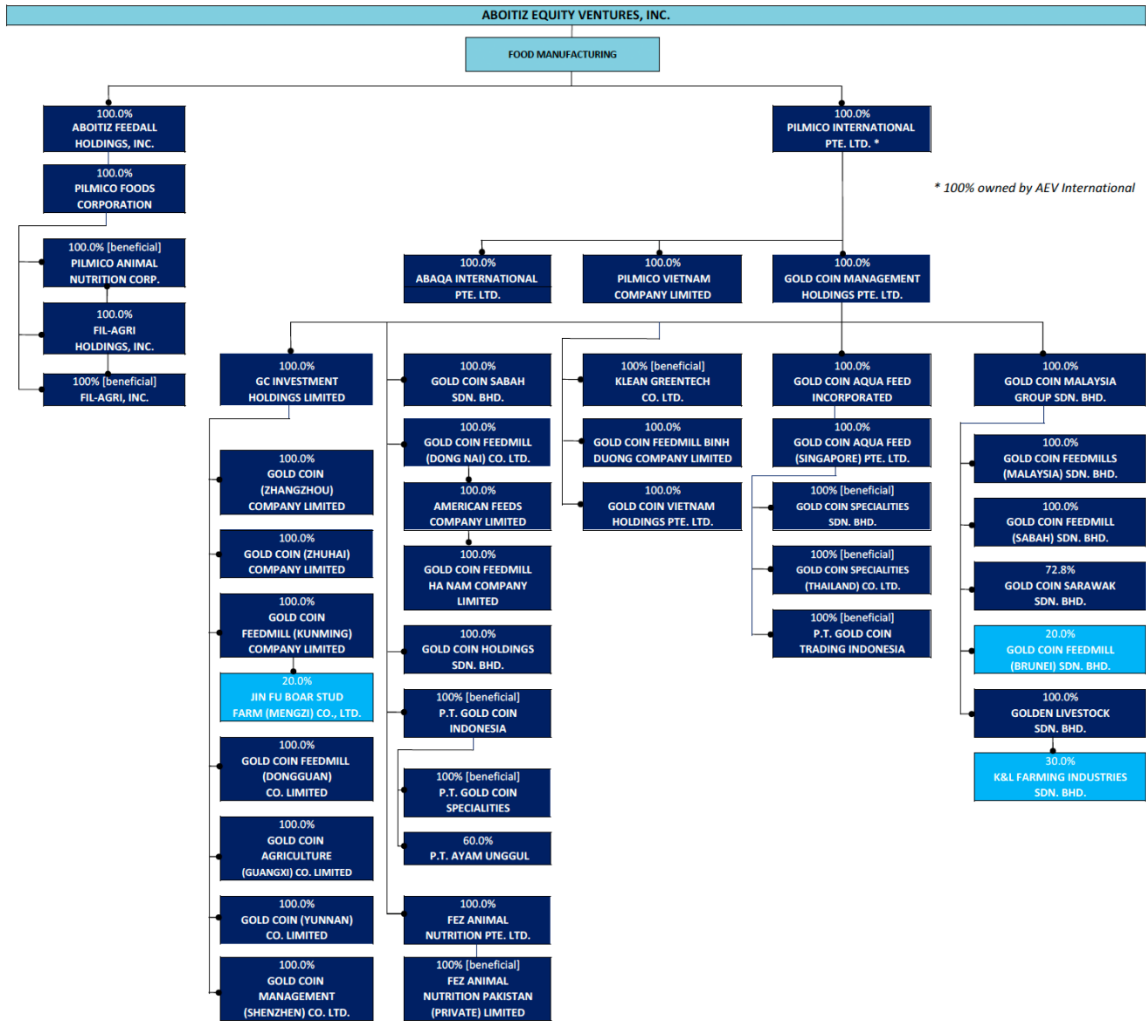 ABOITIZ EQUITY VENTURES, INC.
FOOD MANUFACTURING
100.0%
ABOITIZ FEEDALL
HOLDINGS, INC.
100.0%
PILMICO FOODS
CORPORATION
100.0% [beneficial]
PILMICO ANIMAL
NUTRITION CORP.
100.0%
FIL-AGRI
HOLDINGS, INC.
100% [beneficial]
FIL-AGRI, INC.
100.0%
PILMICO INTERNATIONAL
PTE. LTD. *
* 100% owned by AEV International
100.0%
ABAQA INTERNATIONAL
PTE. LTD.
100.0%
PILMICO VIETNAM
COMPANY LIMITED
100.0%
GOLD COIN MANAGEMENT
HOLDINGS PTE. LTD.
100.0%
GC INVESTMENT
HOLDINGS LIMITED
100.0%
GOLD COIN
(ZHANGZHOU)
COMPANY LIMITED
100.0%
GOLD COIN (ZHUHAI)
COMPANY LIMITED
100.0%
GOLD COIN
FEEDMILL (KUNMING)
COMPANY LIMITED
20.0%
JIN FU BOAR STUD
FARM (MENGZI) CO., LTD.
100.0%
GOLD COIN FEEDMILL
(DONGGUAN)
CO. LIMITED
100.0%
GOLD COIN
AGRICULTURE
(GUANGXI) CO. LIMITED
100.0%
GOLD COIN (YUNNAN)
CO. LIMITED
100.0%
GOLD COIN
MANAGEMENT
(SHENZHEN) CO. LTD.
100.0%
GOLD COIN SABAH
SDN. BHD.
100.0%
GOLD COIN FEEDMILL
(DONG NAI) CO. LTD.
100.0%
AMERICAN FEEDS
COMPANY LIMITED
100.0%
GOLD COIN FEEDMILL
HA NAM COMPANY
LIMITED
100.0%
GOLD COIN HOLDINGS
SDN. BHD.
100% [beneficial]
P.T. GOLD COIN
INDONESIA
100% [beneficial]
P.T. GOLD COIN
SPECIALITIES
60.0%
P.T. AYAM UNGGUL
100.0%
FEZ ANIMAL
NUTRITION PTE. LTD.
100% [beneficial]
FEZ ANIMAL
NUTRITION PAKISTAN
(PRIVATE) LIMITED
100% [beneficial]
KLEAN GREENTECH
CO. LTD.
100.0%
GOLD COIN FEEDMILL BINH
DUONG COMPANY LIMITED
100.0%
GOLD COIN VIETNAM
HOLDINGS PTE. LTD.
100.0%
GOLD COIN AQUA FEED
INCORPORATED
100.0%
GOLD COIN AQUA FEED
(SINGAPORE) PTE. LTD.
100% [beneficial]
GOLD COIN SPECIALITIES
SDN. BHD.
100% [beneficial]
GOLD COIN SPECIALITIES
(THAILAND) CO. LTD.
100% [beneficial]
P.T. GOLD COIN
TRADING INDONESIA
100.0%
GOLD COIN MALAYSIA
GROUP SDN. BHD.
100.0%
GOLD COIN FEEDMILLS
(MALAYSIA) SDN. BHD.
100.0%
GOLD COIN FEEDMILL
(SABAH) SDN. BHD.
72.8%
GOLD COIN SARAWAK
SDN. BHD.
20.0%
GOLD COIN FEEDMILL
(BRUNEI) SDN. BHD.
100.0%
GOLDEN LIVESTOCK
SDN. BHD.
30.0%
K&L FARMING INDUSTRIES
SDN. BHD.